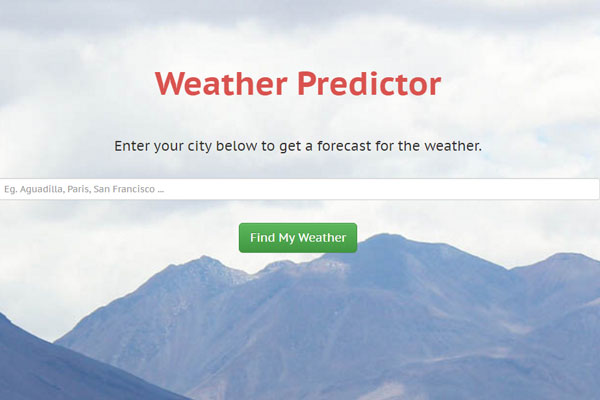 Weather Predictor
Enter your city below to get a forecast for the weather.
Eg. Aguadilla, Paris, San Francisco ...
Find My Weather